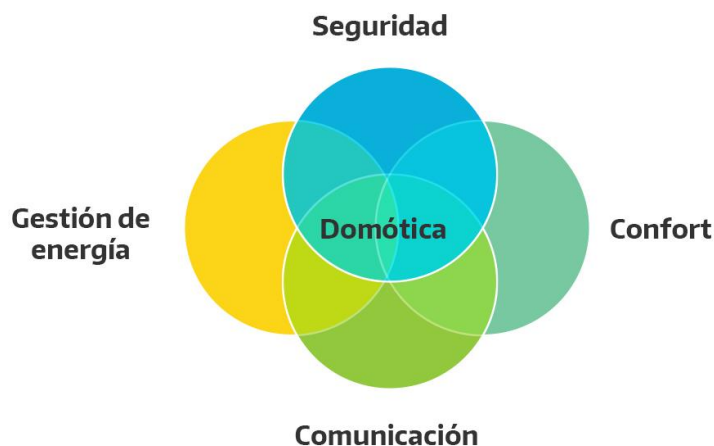 Seguridad
Gestión de
energía
Domótica
Confort
Comunicación